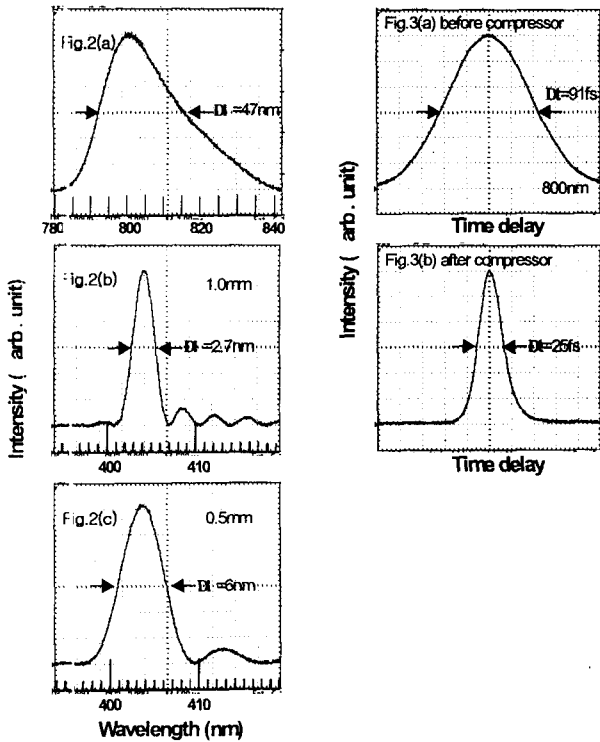 Fig.2(a)
Dl =47nm
780 800 820 840
Fig.2(b)
1.0mm
Dl =2.7nm
400 410
Fig.2(c)
0.5mm
Dl =6nm
400 410
Wavelength (nm)
Intensity ( arb. unit)
Fig.3(a) before compressor
Dt=91fs
800nm
Time delay
Fig.3(b) after compressor
Dt=25fs
Time delay
Intensity ( arb. unit)